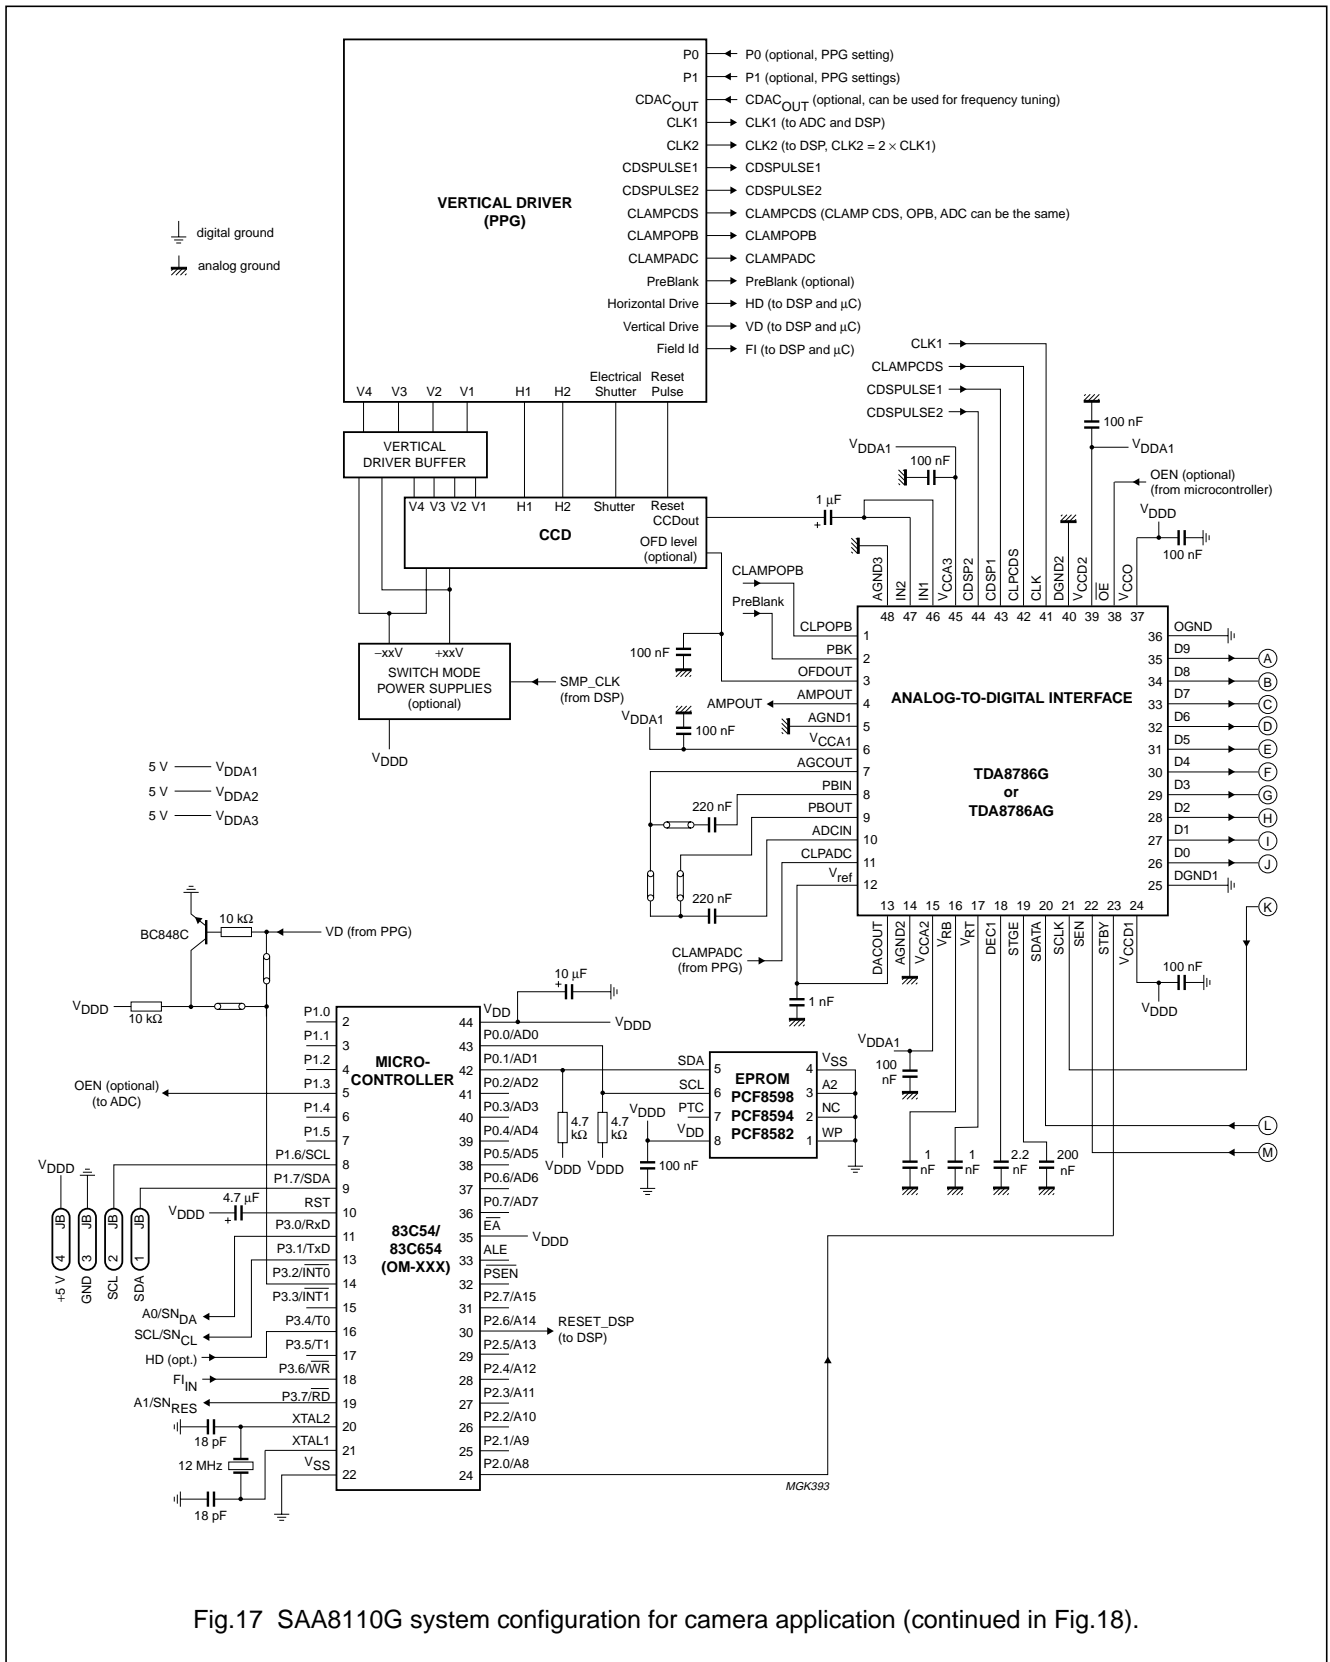 P0
P0 (optional, PPG setting)
P1
P1 (optional, PPG settings)
CDACOUT
CDACOUT (optional, can be used for frequency tuning)
CLK1
CLK1 (to ADC and DSP)
CLK2
CLK2 (to DSP, CLK2 = 2 × CLK1)
CDSPULSE1
CDSPULSE1
CDSPULSE2
CDSPULSE2
VERTICAL DRIVER
(PPG)
CLAMPCDS
CLAMPCDS (CLAMP CDS, OPB, ADC can be the same)
CLAMPOPB
CLAMPOPB
CLAMPADC
CLAMPADC
PreBlank
PreBlank (optional)
Horizontal Drive
HD (to DSP and μC)
Vertical Drive
VD (to DSP and μC)
Field Id
FI (to DSP and μC)
digital ground
analog ground
V4 V3 V2 V1 H1 H2
Electrical
Shutter
Reset
Pulse
VERTICAL
DRIVER BUFFER
V4 V3 V2 V1 H1 H2 Shutter Reset
CCDout
CCD
OFD level
(optional)
−xxV +xxV
SWITCH MODE
POWER SUPPLIES
(optional)
SMP_CLK
(from DSP)
VDDD
5 V VDDA1
5 V VDDA2
5 V VDDA3
CLK1
CLAMPCDS
CDSPULSE1
CDSPULSE2
VDDA1
100 nF
1 μF
+
100 nF
VDDA1
OEN (optional)
(from microcontroller)
VDDD
100 nF
AGND3
IN2
IN1
VCCA3
CDSP2
CDSP1
CLPCDS
CLK
DGND2
VCCD2
OE
VCCO
48 47 46 45 44 43 42 41 40 39 38 37
CLAMPOPB
PreBlank
100 nF
AMPOUT
VDDA1
100 nF
220 nF
220 nF
CLAMPADC
(from PPG)
CLPOPB 1
PBK 2
OFDOUT 3
AMPOUT 4
AGND1 5
VCCA1 6
AGCOUT 7
PBIN 8
PBOUT 9
ADCIN 10
CLPADC 11
Vref 12
ANALOG-TO-DIGITAL INTERFACE
TDA8786G
or
TDA8786AG
36 OGND
35 D9 A
34 D8 B
33 D7 C
32 D6 D
31 D5 E
30 D4 F
29 D3 G
28 D2 H
27 D1 I
26 D0 J
25 DGND1
K
13 14 15 16 17 18 19 20 21 22 23 24
DACOUT
AGND2
VCCA2
VRB
VRT
DEC1
STGE
SDATA
SCLK
SEN
STBY
VCCD1
1 nF
VDDA1
100
nF
100 nF
VDDD
1
nF
1
nF
2.2
nF
200
nF
L
M
BC848C
10 kΩ
VD (from PPG)
VDDD
10 kΩ
10 μF
+
VDDD
MICRO-
CONTROLLER
83C54/
83C654
(OM-XXX)
P1.0 2
P1.1 3
P1.2 4
P1.3 5
P1.4 6
P1.5 7
P1.6/SCL 8
P1.7/SDA 9
RST 10
P3.0/RxD 11
P3.1/TxD 13
P3.2/INT0 14
P3.3/INT1 15
P3.4/T0 16
P3.5/T1 17
P3.6/WR 18
P3.7/RD 19
XTAL2 20
XTAL1 21
VSS 22
44 VDD
43 P0.0/AD0
42 P0.1/AD1
41 P0.2/AD2
40 P0.3/AD3
39 P0.4/AD4
38 P0.5/AD5
37 P0.6/AD6
36 P0.7/AD7
35 EA
VDDD
33 ALE
32 PSEN
31 P2.7/A15
30 P2.6/A14
RESET_DSP
(to DSP)
29 P2.5/A13
28 P2.4/A12
27 P2.3/A11
26 P2.2/A10
25 P2.1/A9
24 P2.0/A8
OEN (optional)
(to ADC)
VDDD
4.7 μF
VDDD
+
4 JB
3 JB
2 JB
1 JB
+5 V
GND
SCL
SDA
A0/SNDA
SCL/SNCL
HD (opt.)
FIIN
A1/SNRES
18 pF
12 MHz
18 pF
4.7
kΩ
4.7
kΩ
VDDD
VDDD
VDDD
100 nF
SDA 5
SCL 6
PTC 7
VDD 8
EPROM
PCF8598
PCF8594
PCF8582
4 VSS
3 A2
2 NC
1 WP
MGK393
Fig.17 SAA8110G system configuration for camera application (continued in Fig.18).